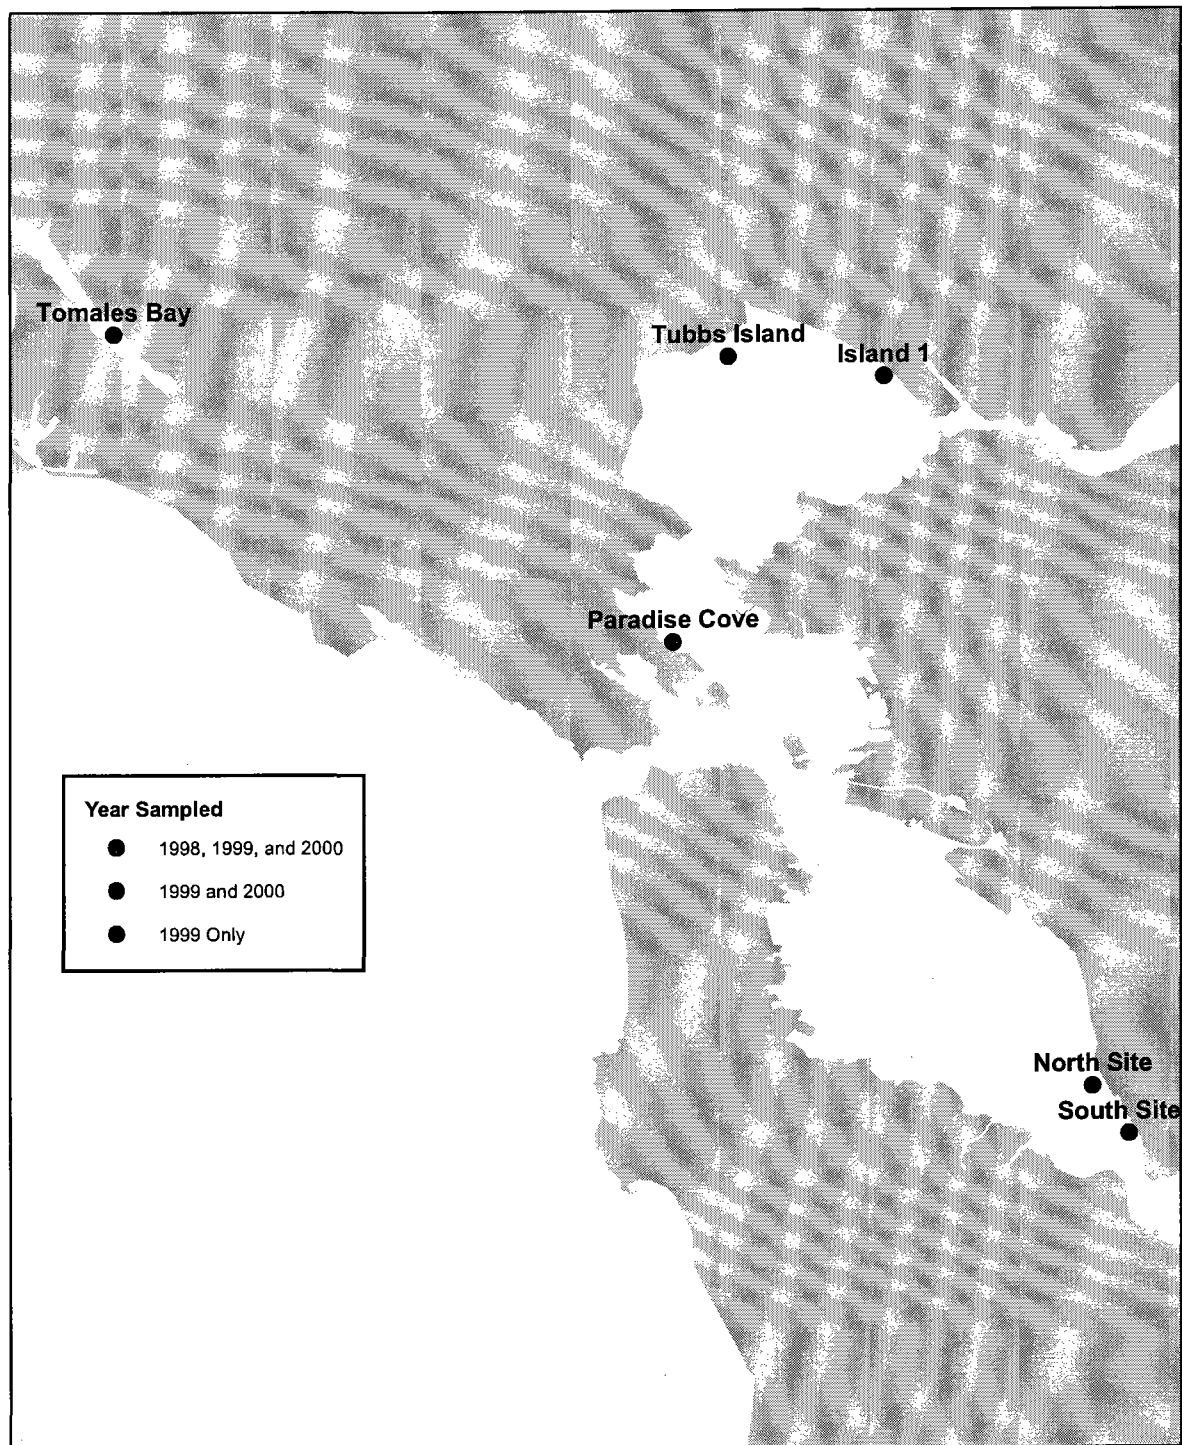 Tomales Bay
Tubbs Island
Island 1
Paradise Cove
Year Sampled
1998, 1999, and 2000
1999 and 2000
1999 Only
North Site
South Site